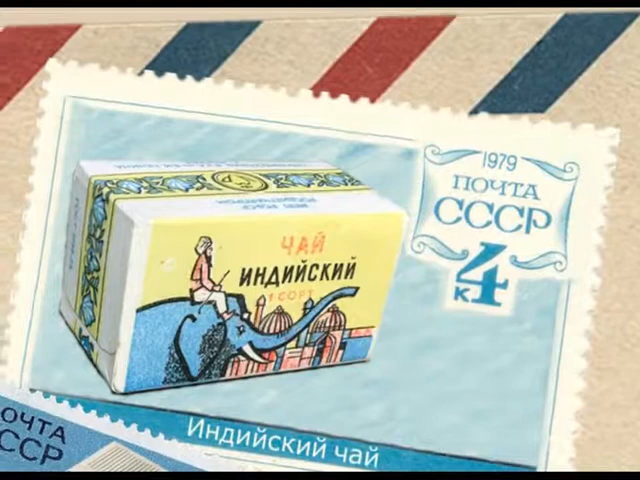 1979
ПОЧТА
СССР
4
К
ЧАЙ
ИНДИЙСКИЙ
1 СОРТ
Индийский чай
ПОЧТА
СССР